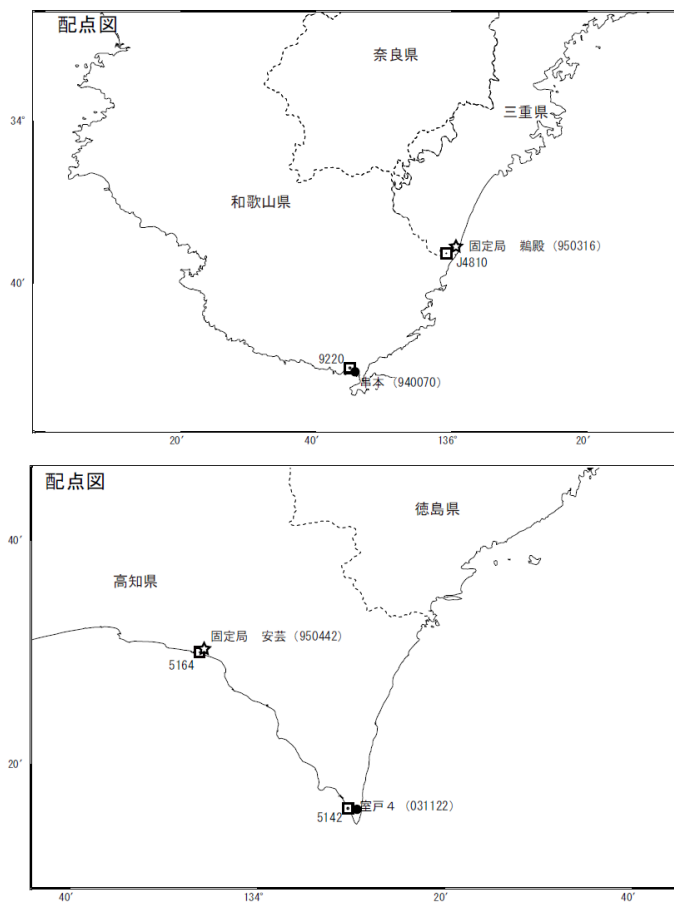 配点図
奈良県
34°
三重県
和歌山県
固定局　鵜殿（950316）
J4810
40′
9220
串本（940070）
20′
40′
136°
20′
配点図
徳島県
40′
高知県
固定局　安芸（950442）
5164
20′
室戸４（031122）
5142
40′
134°
20′
40′